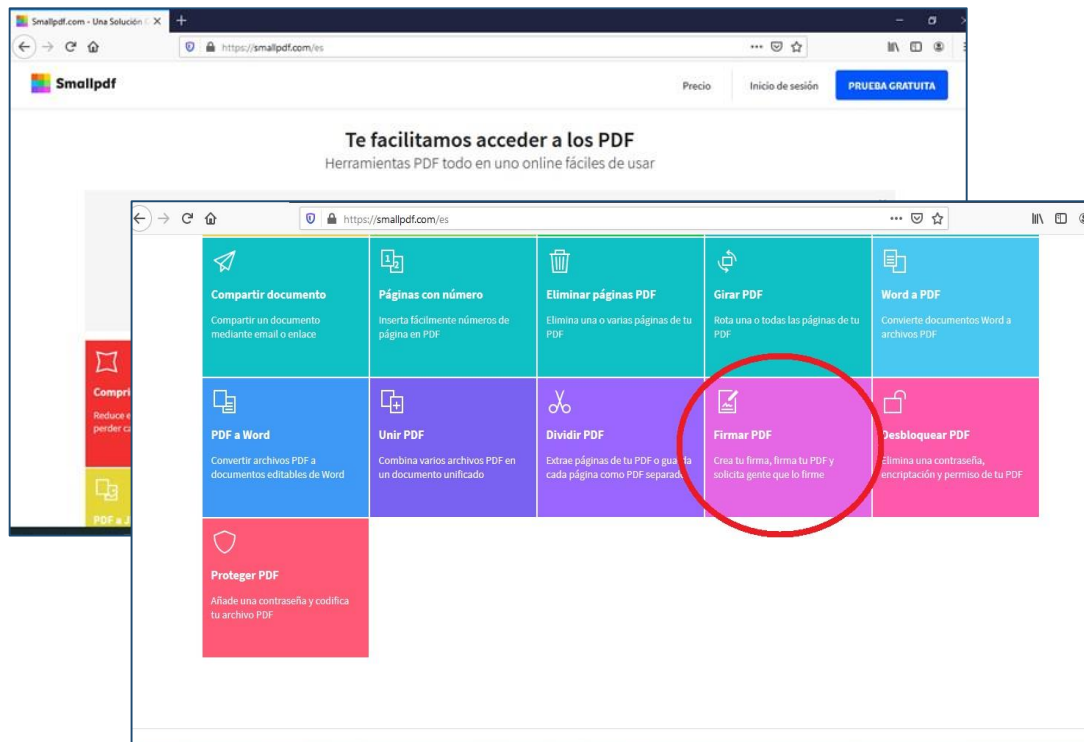 Smallpdf.com - Una Solución
https://smallpdf.com/es
Smallpdf
Precio
Inicio de sesión
PRUEBA GRATUITA
Te facilitamos acceder a los PDF
Herramientas PDF todo en uno online fáciles de usar
Compri
Reduce e
perder ca
PDF a J
https://smallpdf.com/es
Compartir documento
Compartir un documento
mediante email o enlace
Páginas con número
Inserta fácilmente números de
página en PDF
Eliminar páginas PDF
Elimina una o varias páginas de tu
PDF
Girar PDF
Rota una o todas las páginas de tu
PDF
Word a PDF
Convierte documentos Word a
archivos PDF
PDF a Word
Convertir archivos PDF a
documentos editables de Word
Unir PDF
Combina varios archivos PDF en
un documento unificado
Dividir PDF
Extrae páginas de tu PDF o guarda
cada página como PDF separado
Firmar PDF
Crea tu firma, firma tu PDF y
solicita gente que lo firme
Desbloquear PDF
Elimina una contraseña,
encriptación y permiso de tu PDF
Proteger PDF
Añade una contraseña y codifica
tu archivo PDF